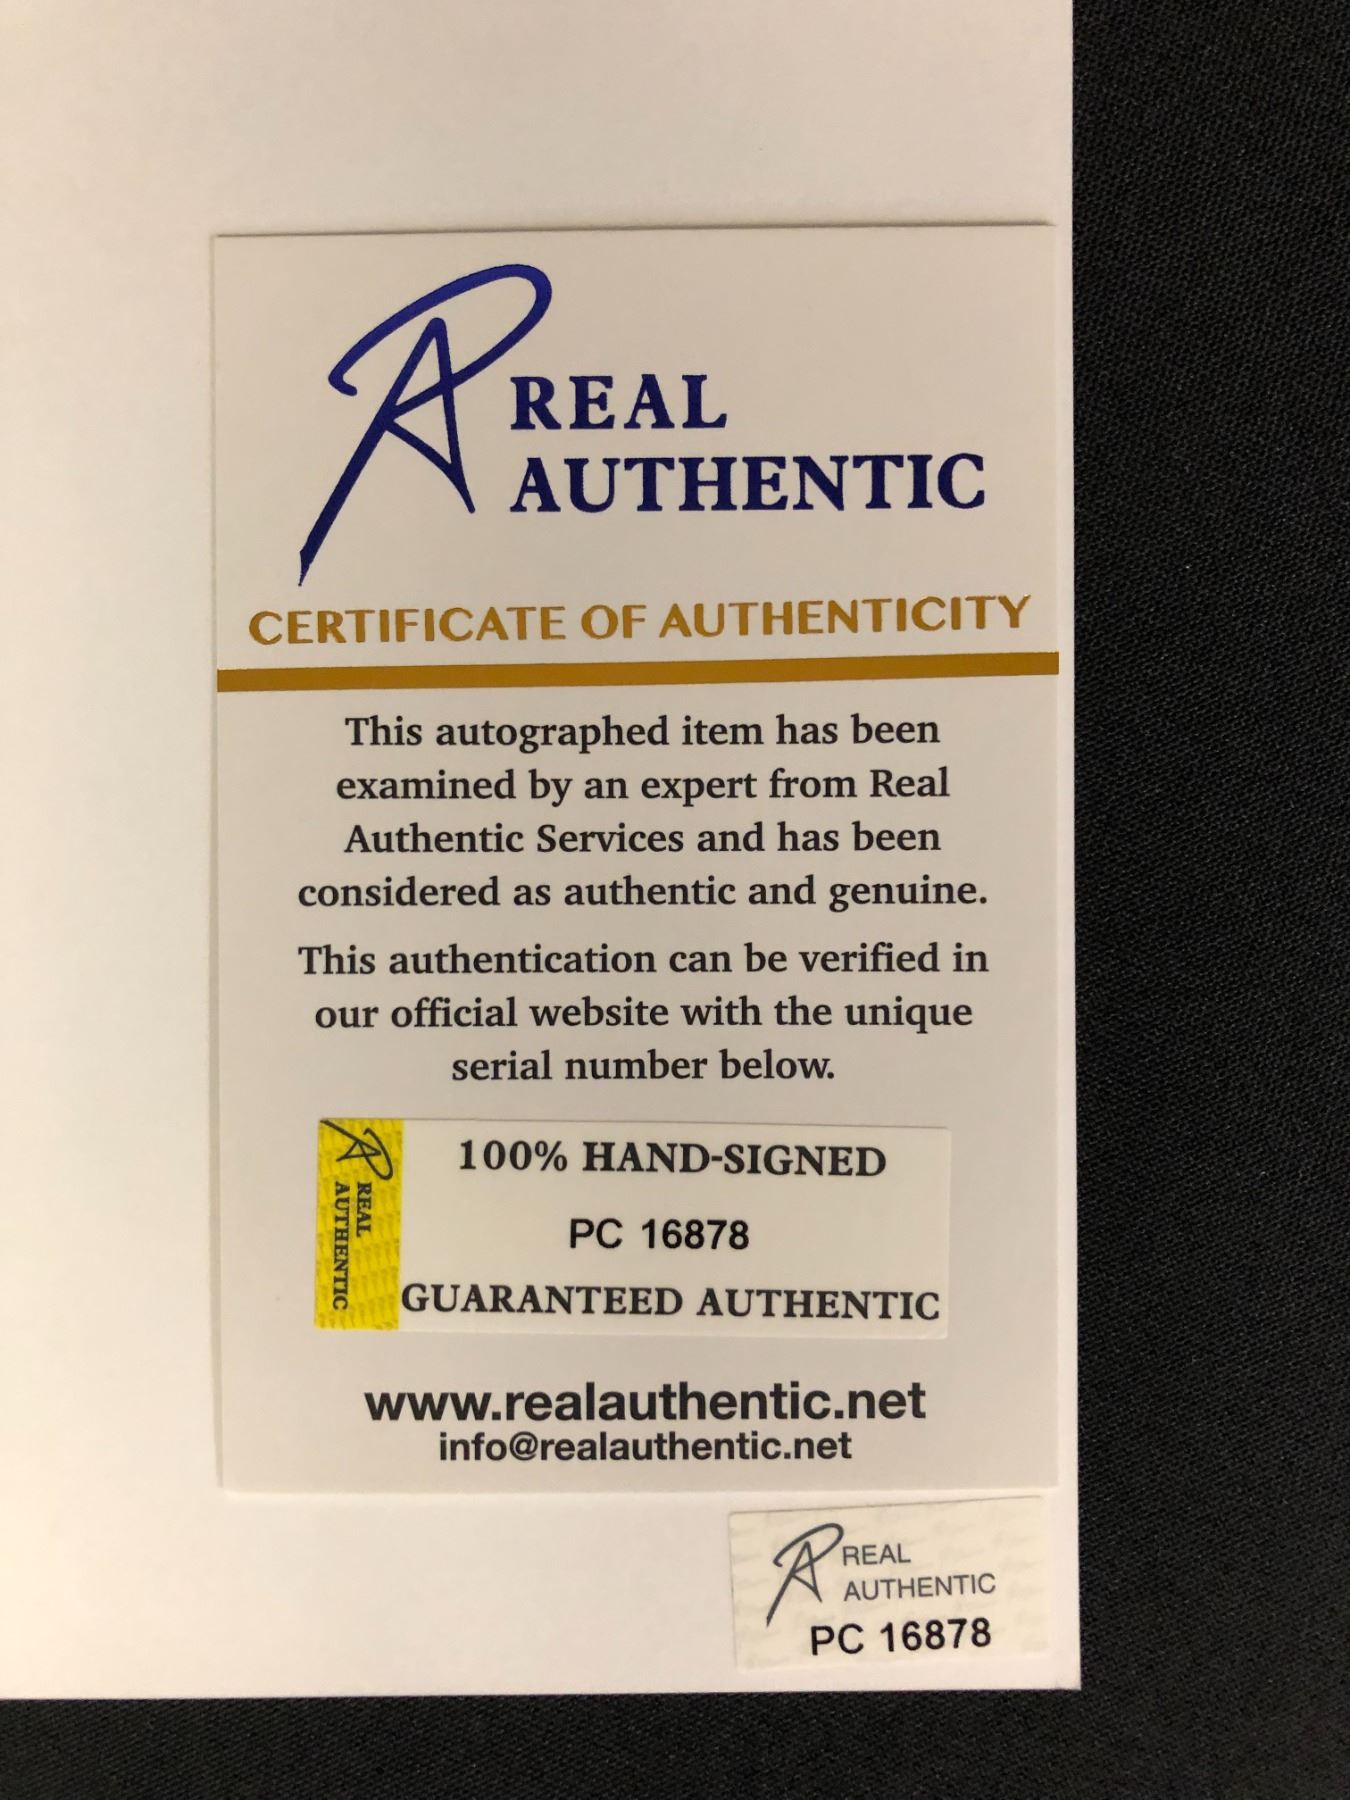 REAL
AUTHENTIC
CERTIFICATE OF AUTHENTICITY
This autographed item has been
examined by an expert from Real
Authentic Services and has been
considered as authentic and genuine.
This authentication can be verified in
our official website with the unique
serial number below.
REAL
AUTHENTIC
100% HAND-SIGNED
PC 16878
GUARANTEED AUTHENTIC
www.realauthentic.net
info@realauthentic.net
REAL
AUTHENTIC
PC 16878